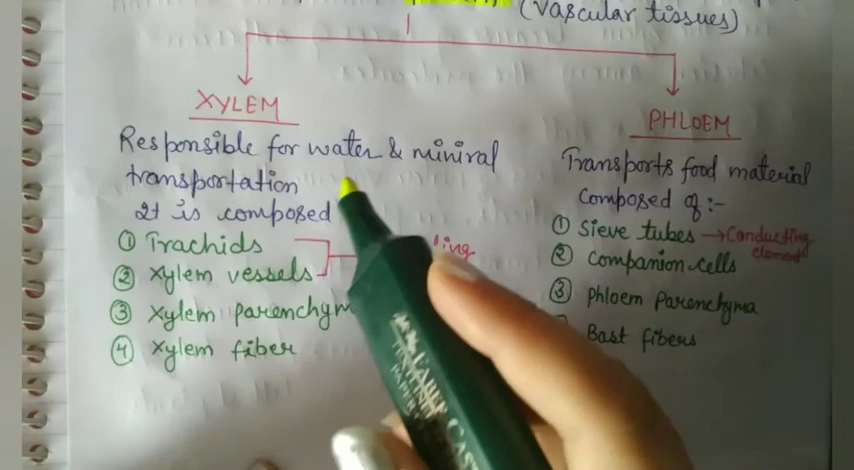 (Vascular tissues)
XYLEM
Responsible for water & miniral
transportation
It is composed
① Trachids
② Xylem vessels
③ Xylem parenchym
④ Xylem fiber
PHLOEM
Transports food material
Composed of:-
① Sieve tubes → Conducting
② Companion cells
③ Phloem Parenchyma
Bast fibers
FABER CAST